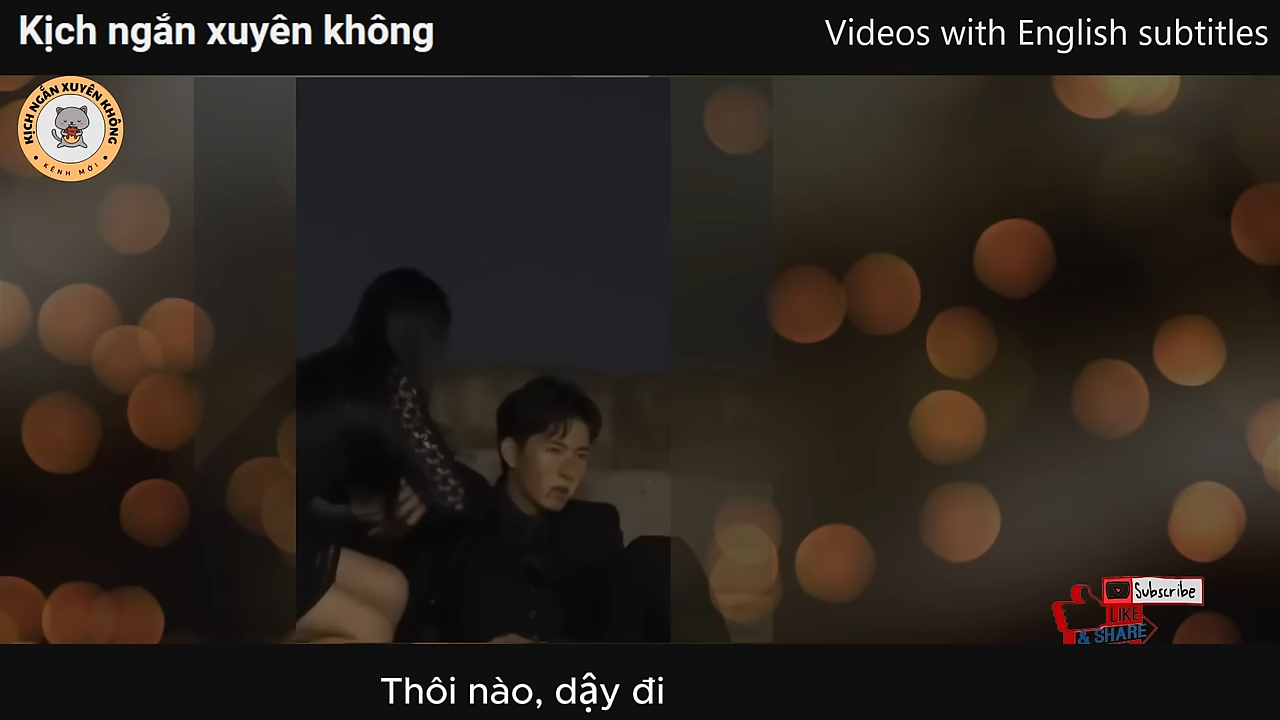 Kịch ngắn xuyên không
Videos with English subtitles
KỊCH NGẮN XUYÊN KHÔNG
KÊNH MỚI
Subscribe
LIKE
& SHARE
Thôi nào, dậy đi